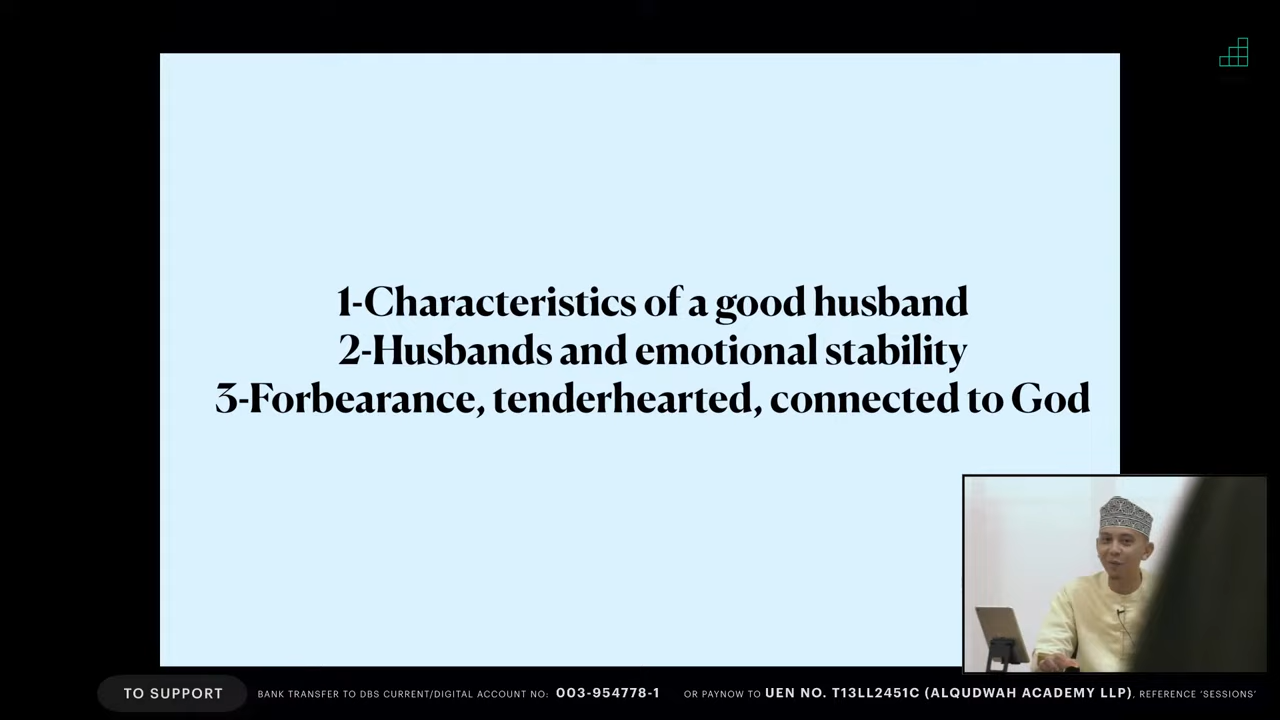 1-Characteristics of a good husband
2-Husbands and emotional stability
3-Forbearance, tenderhearted, connected to God
TO SUPPORT BANK TRANSFER TO DBS CURRENT/DIGITAL ACCOUNT NO: 003-954778-1 OR PAYNOW TO UEN NO. T13LL2451C (ALQUDWAH ACADEMY LLP), REFERENCE 'SESSIONS'